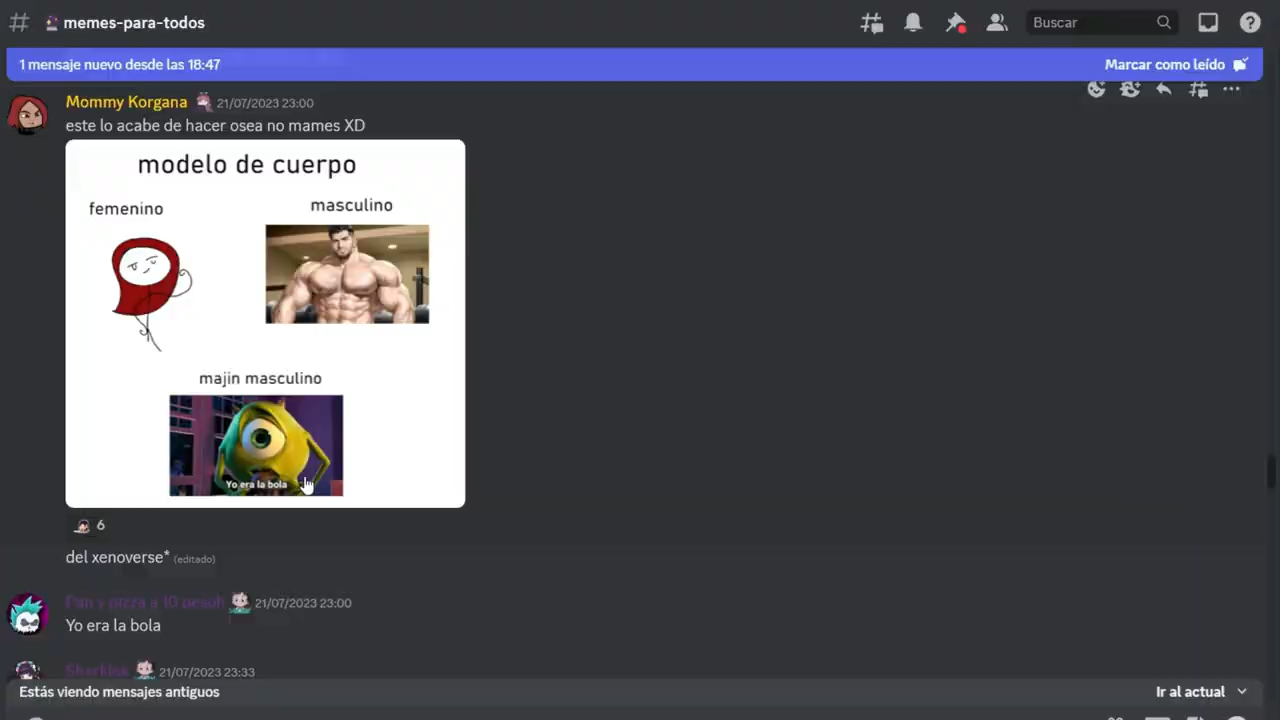 memes-para-todos
Buscar
1 mensaje nuevo desde las 18:47
Marcar como leído
Mommy Korgana 21/07/2023 23:00
este lo acabe de hacer osea no mames XD
modelo de cuerpo
femenino
masculino
majin masculino
Yo era la bola
6
del xenoverse* (editado)
Pan y pizza a 10 pesoh 21/07/2023 23:00
Yo era la bola
21/07/2023 23:33
Estás viendo mensajes antiguos
Ir al actual